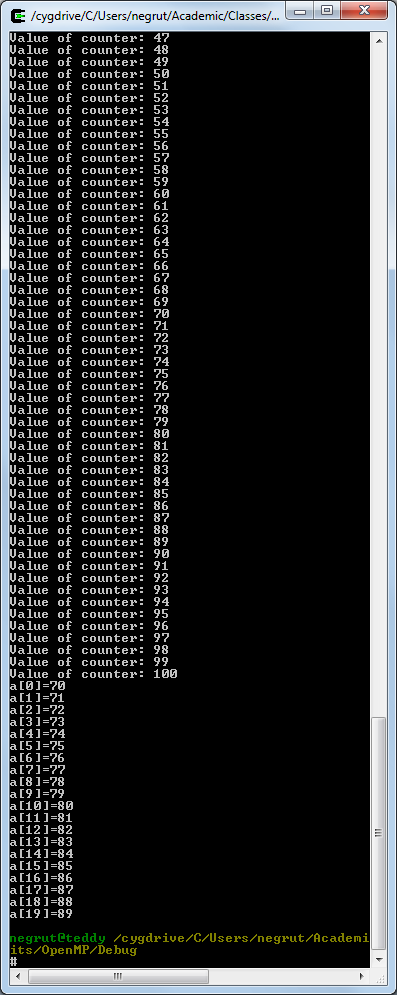 /cygdrive/C/Users/negrut/Academic/Classes/...
Value of counter: 47
Value of counter: 48
Value of counter: 49
Value of counter: 50
Value of counter: 51
Value of counter: 52
Value of counter: 53
Value of counter: 54
Value of counter: 55
Value of counter: 56
Value of counter: 57
Value of counter: 58
Value of counter: 59
Value of counter: 60
Value of counter: 61
Value of counter: 62
Value of counter: 63
Value of counter: 64
Value of counter: 65
Value of counter: 66
Value of counter: 67
Value of counter: 68
Value of counter: 69
Value of counter: 70
Value of counter: 71
Value of counter: 72
Value of counter: 73
Value of counter: 74
Value of counter: 75
Value of counter: 76
Value of counter: 77
Value of counter: 78
Value of counter: 79
Value of counter: 80
Value of counter: 81
Value of counter: 82
Value of counter: 83
Value of counter: 84
Value of counter: 85
Value of counter: 86
Value of counter: 87
Value of counter: 88
Value of counter: 89
Value of counter: 90
Value of counter: 91
Value of counter: 92
Value of counter: 93
Value of counter: 94
Value of counter: 95
Value of counter: 96
Value of counter: 97
Value of counter: 98
Value of counter: 99
Value of counter: 100
a[0]=70
a[1]=71
a[2]=72
a[3]=73
a[4]=74
a[5]=75
a[6]=76
a[7]=77
a[8]=78
a[9]=79
a[10]=80
a[11]=81
a[12]=82
a[13]=83
a[14]=84
a[15]=85
a[16]=86
a[17]=87
a[18]=88
a[19]=89
negrut@teddy /cygdrive/C/Users/negrut/Academi
its/OpenMP/Debug
#